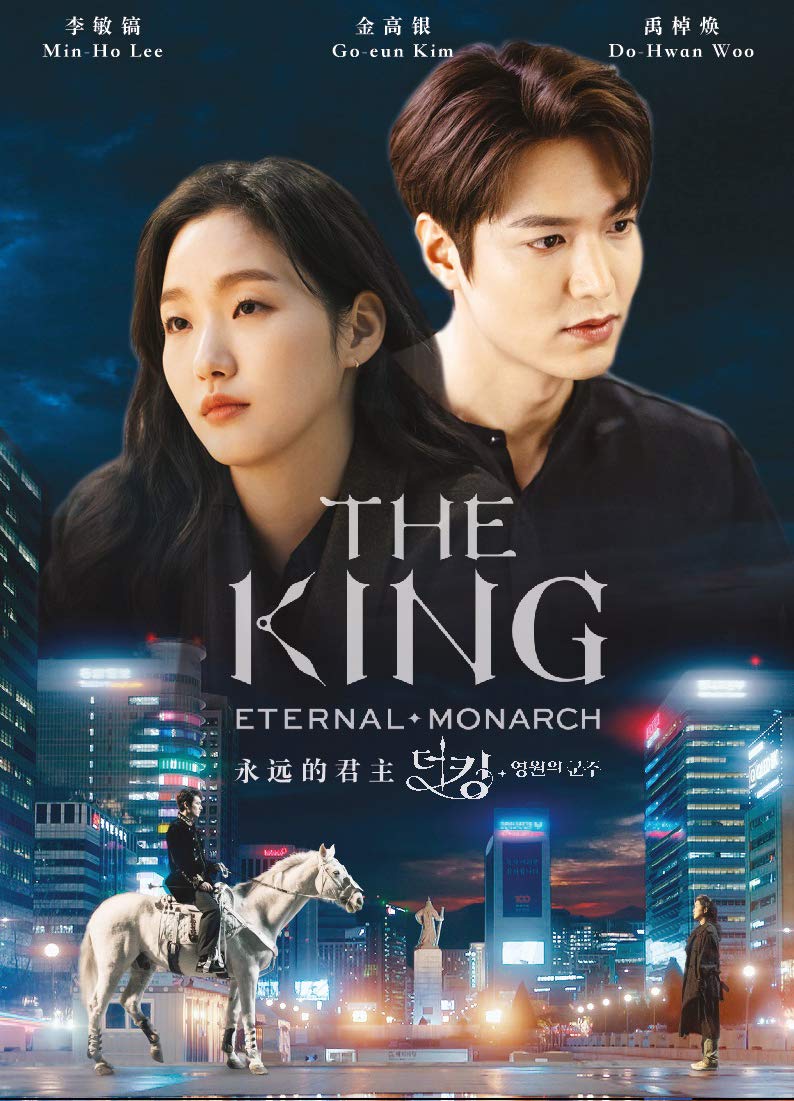 李敏镐 金高银 禹棹焕
Min-Ho Lee Go-eun Kim Do-Hwan Woo
THE
KING
ETERNAL✦MONARCH
永远的君主 더킹✦영원의 군주
100